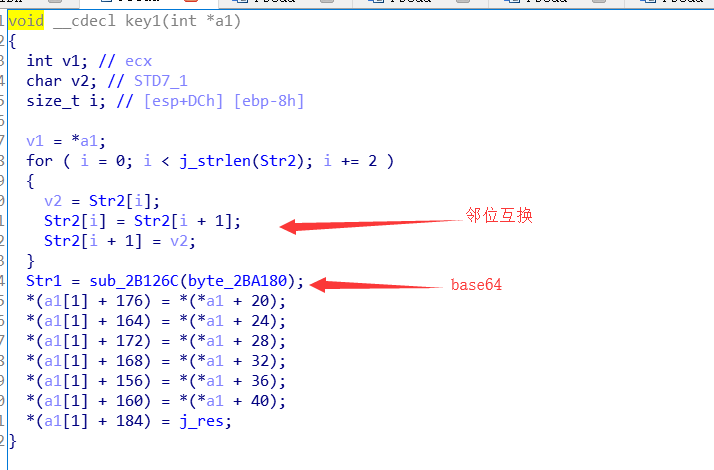 void __cdecl key1(int *a1)
{
int v1; // ecx
char v2; // STD7_1
size_t i; // [esp+DCh] [ebp-8h]
v1 = *a1;
for ( i = 0; i < j_strlen(Str2); i += 2 )
{
v2 = Str2[i];
Str2[i] = Str2[i + 1];
邻位互换
Str2[i + 1] = v2;
}
Str1 = sub_2B126C(byte_2BA180);
base64
*(a1[1] + 176) = *(*a1 + 20);
*(a1[1] + 164) = *(*a1 + 24);
*(a1[1] + 172) = *(*a1 + 28);
*(a1[1] + 168) = *(*a1 + 32);
*(a1[1] + 156) = *(*a1 + 36);
*(a1[1] + 160) = *(*a1 + 40);
*(a1[1] + 184) = j_res;
}